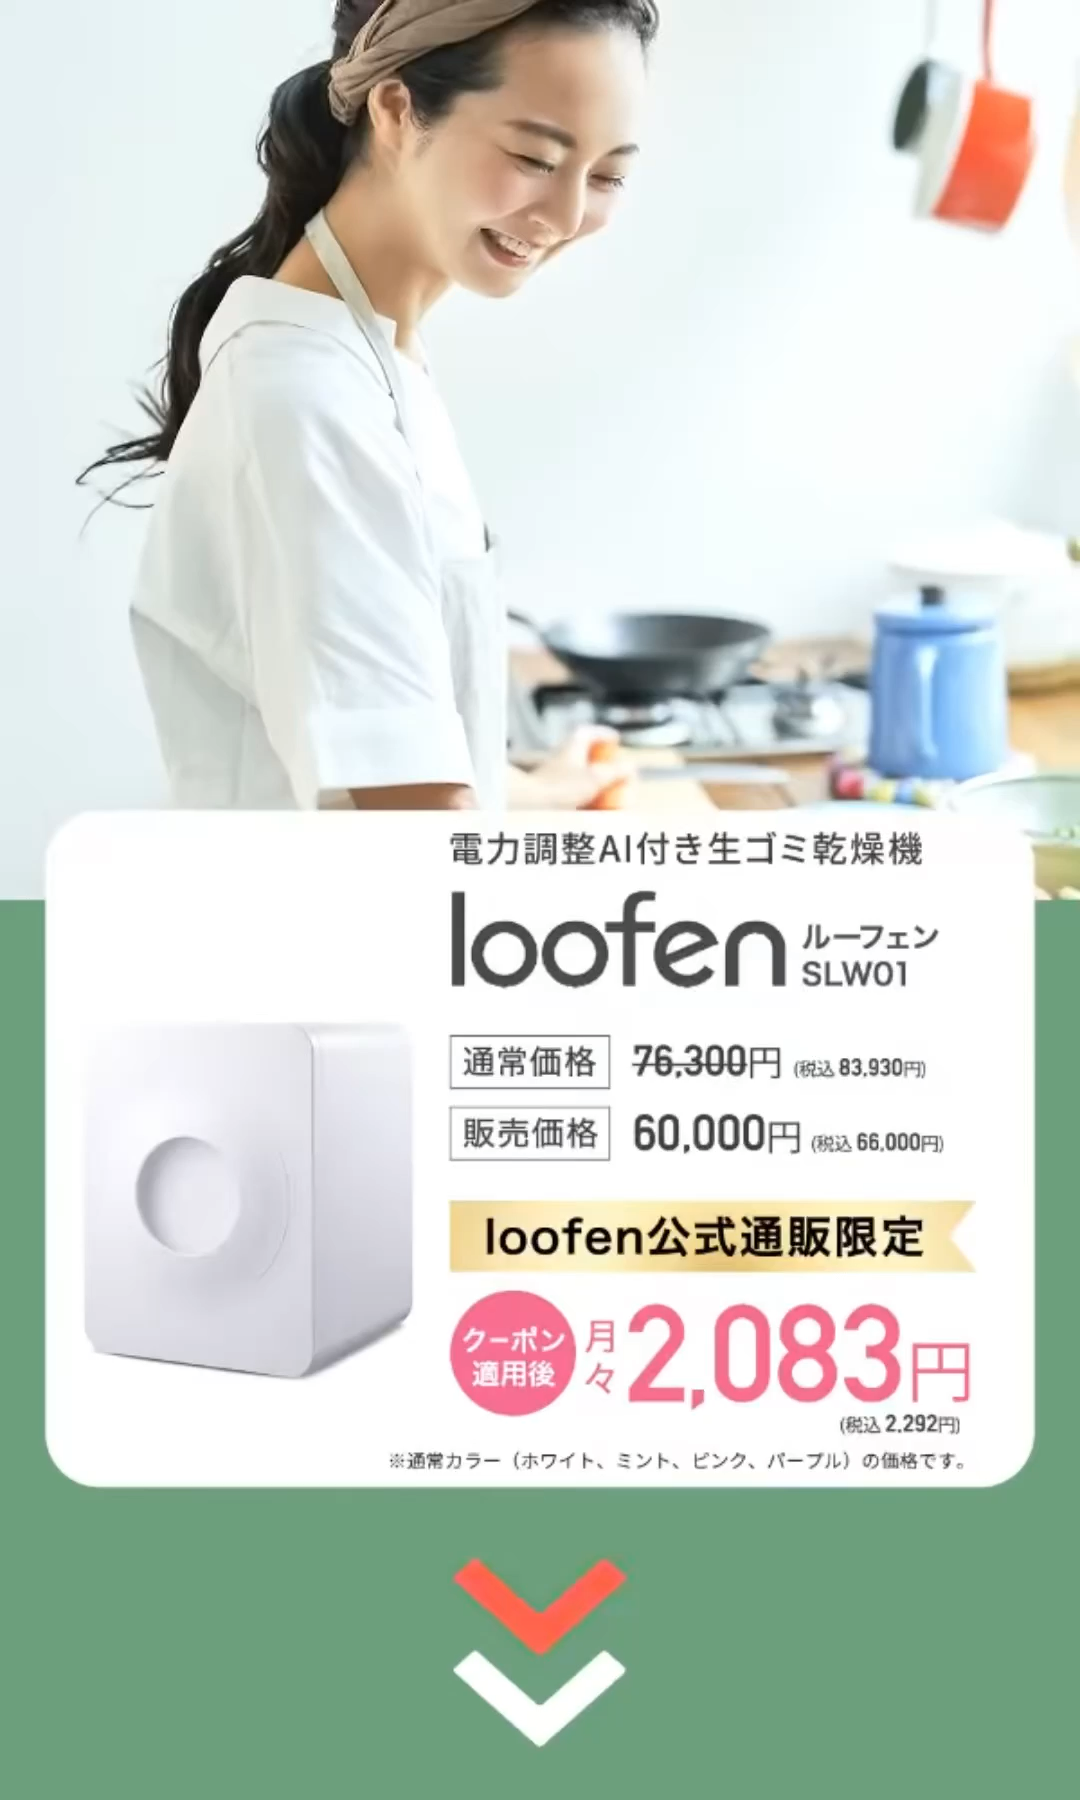 電力調整AI付き生ゴミ乾燥機
loofen ルーフェン
SLW01
通常価格 76,300円 (税込 83,930円)
販売価格 60,000円 (税込 66,000円)
loofen公式通販限定
クーポン
適用後
月々2,083円
(税込 2,292円)
※通常カラー（ホワイト、ミント、ピンク、パープル）の価格です。